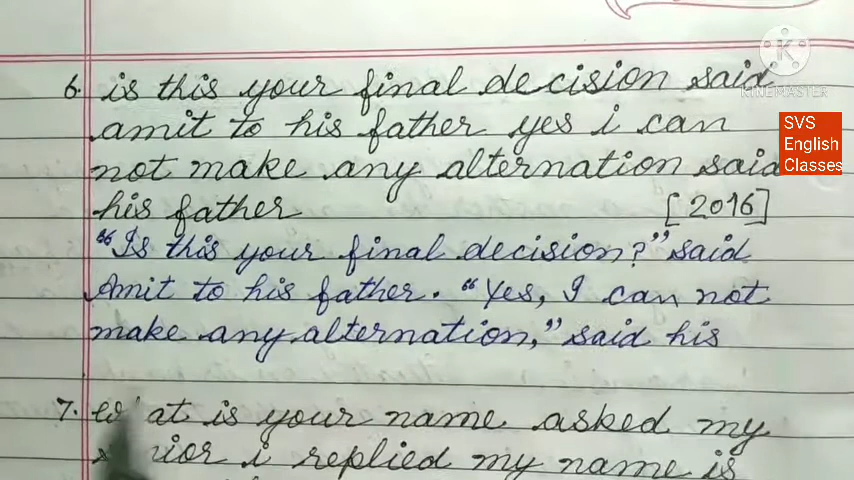 KINEMASTER
SVS
English
Classes
6. is this your final decision said
amit to his father yes i can
not make any alternation said
his father [2016]
"Is this your final decision?" said
Amit to his father. "Yes, I can not
make any alternation," said his
7. is your name asked my
i replied my name is